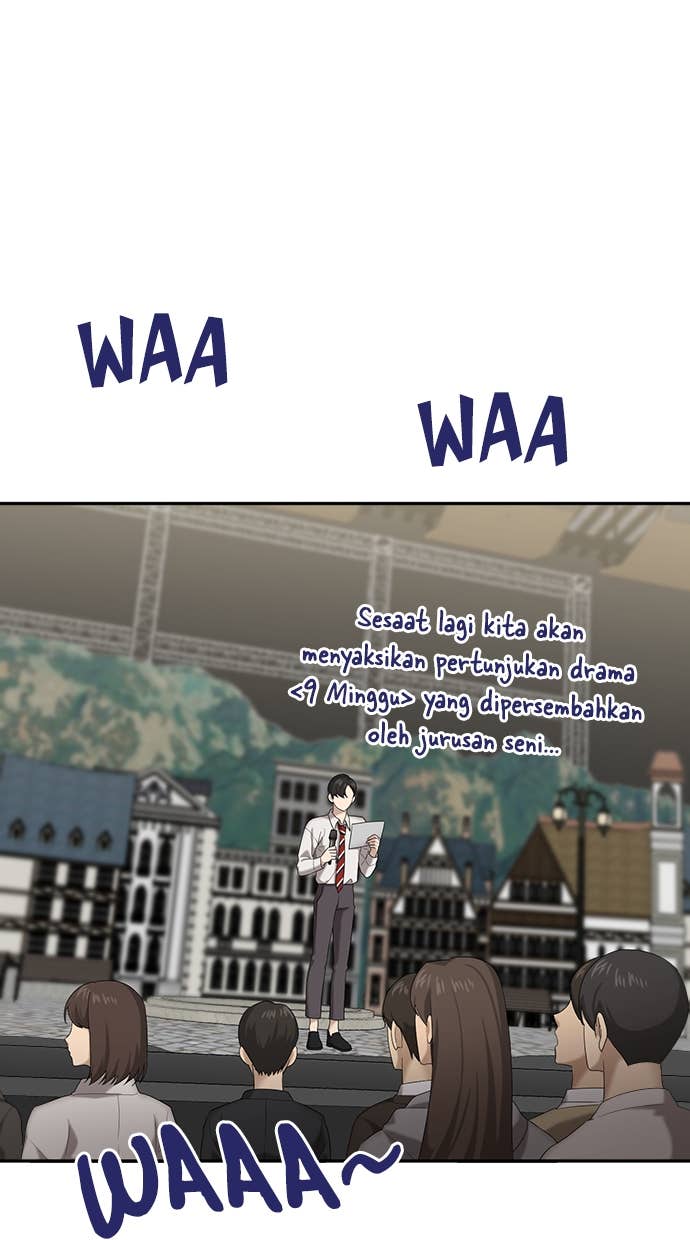 WAA
WAA
Sesaat lagi kita akan
menyaksikan pertunjukan drama
<9 Minggu> yang dipersembahkan
oleh jurusan seni...
WAAA~